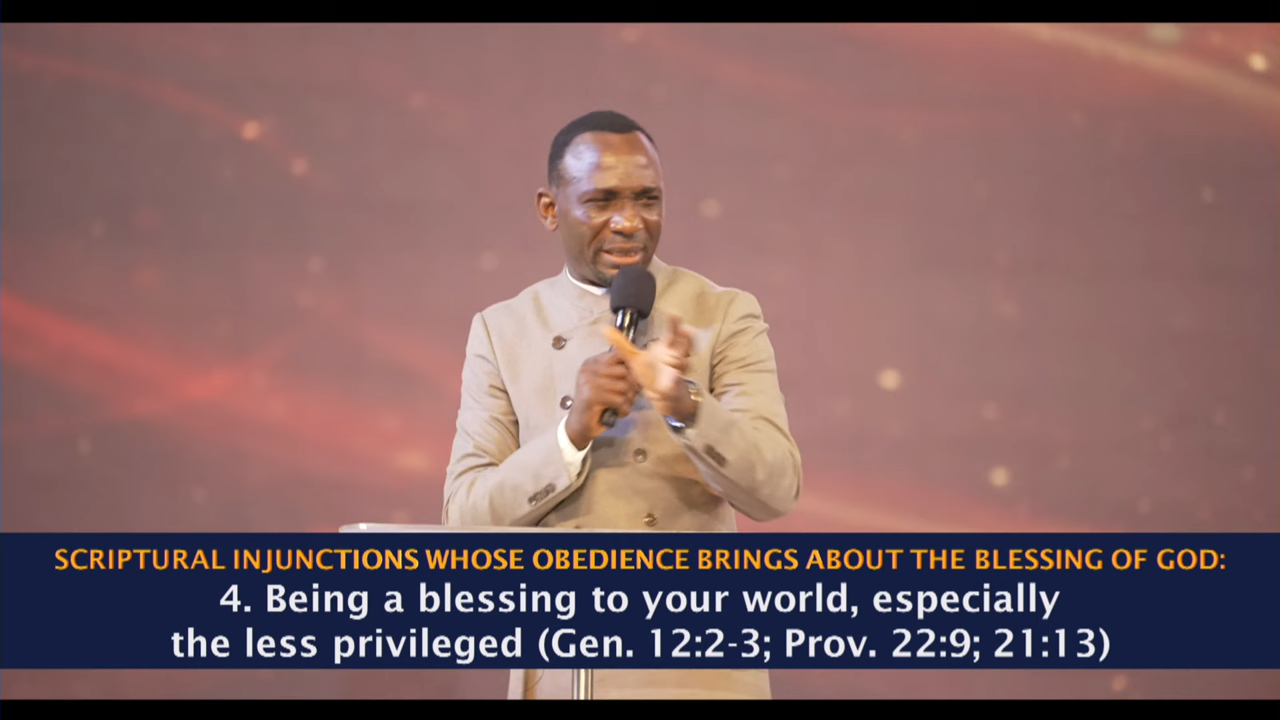 SCRIPTURAL INJUNCTIONS WHOSE OBEDIENCE BRINGS ABOUT THE BLESSING OF GOD:
4. Being a blessing to your world, especially
the less privileged (Gen. 12:2-3; Prov. 22:9; 21:13)